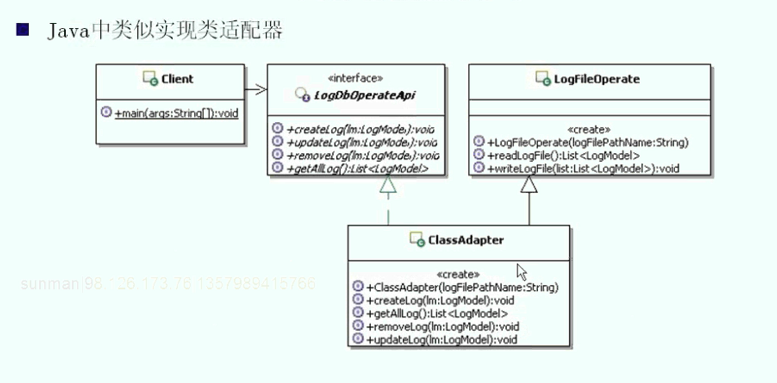 Java中类似实现类适配器
Client
+main(args:String[]):void
«interface»
LogDbOperateApi
+createLog(lm:LogModel):void
+updateLog(lm:LogModel):void
+removeLog(lm:LogModel):void
+getAllLog():List<LogModel>
LogFileOperate
«create»
+LogFileOperate(logFilePathName:String)
+readLogFile():List<LogModel>
+writeLogFile(list:List<LogModel>):void
ClassAdapter
«create»
+ClassAdapter(logFilePathName:String)
+createLog(lm:LogModel):void
+getAllLog():List<LogModel>
+removeLog(lm:LogModel):void
+updateLog(lm:LogModel):void
sunman